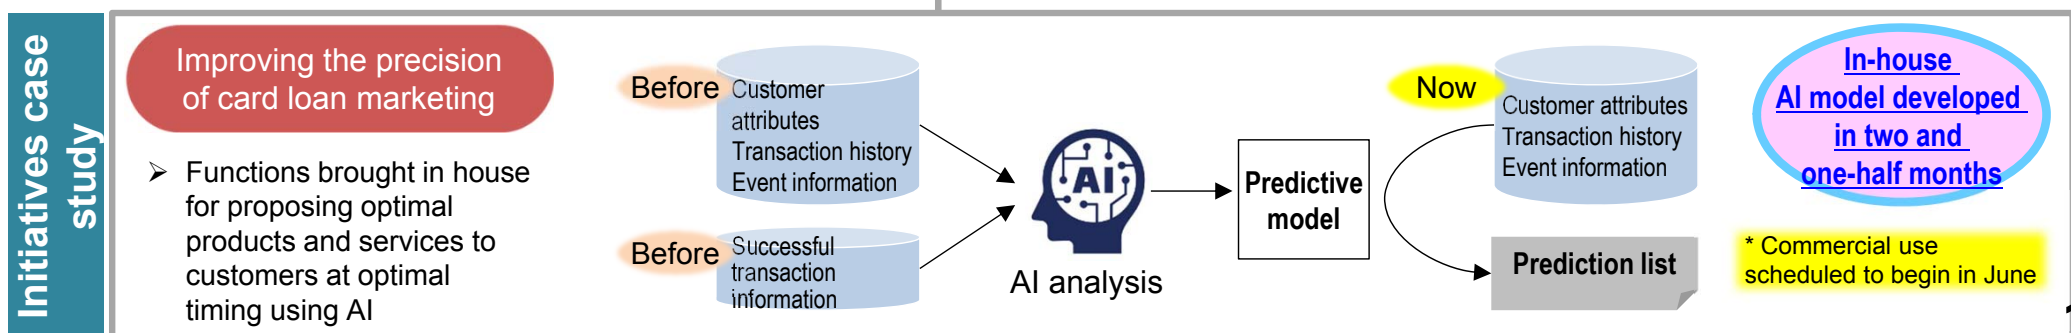 Initiatives case
study
Improving the precision
of card loan marketing
➢ Functions brought in house
for proposing optimal
products and services to
customers at optimal
timing using AI
Before
Customer
attributes
Transaction history
Event information
Before
Successful
transaction
information
AI
AI analysis
Predictive
model
Now
Customer attributes
Transaction history
Event information
Prediction list
In-house
AI model developed
in two and
one-half months
* Commercial use
scheduled to begin in June